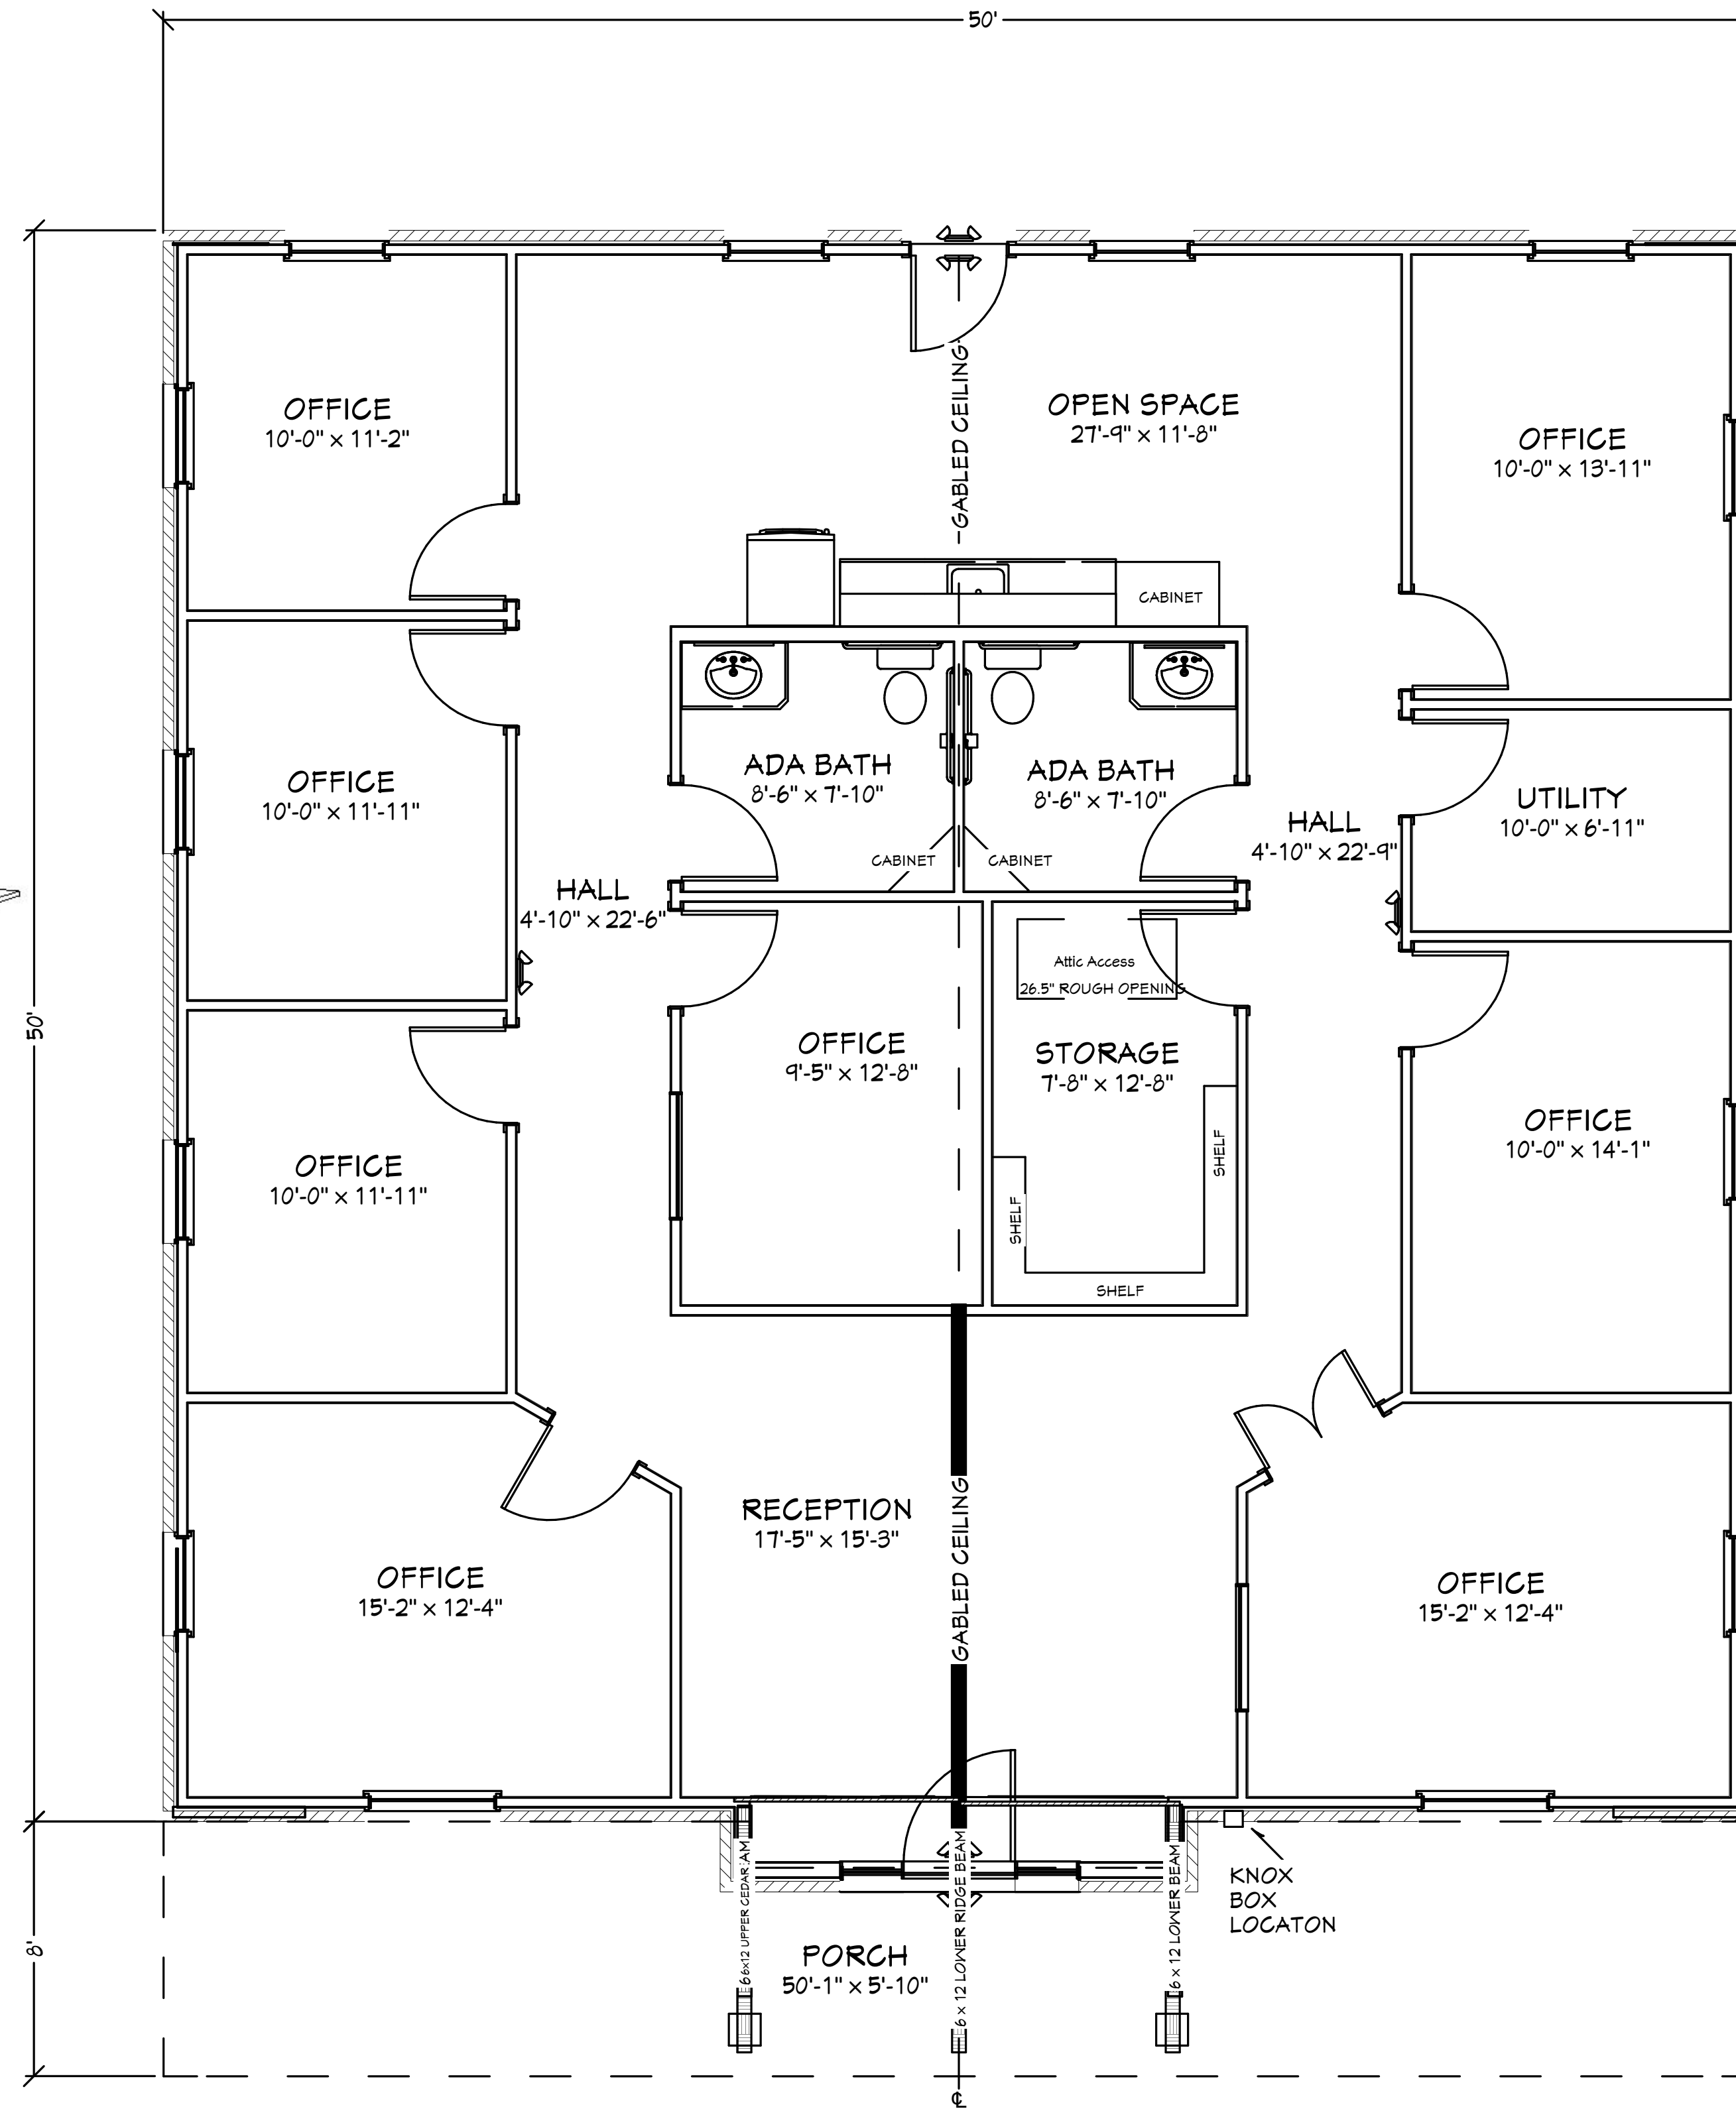 50'
OFFICE
10'-0" x 11'-2"
GABLED CEILING
OPEN SPACE
27'-9" x 11'-8"
OFFICE
10'-0" x 13'-11"
CABINET
OFFICE
10'-0" x 11'-11"
ADA BATH
8'-6" x 7'-10"
ADA BATH
8'-6" x 7'-10"
CABINET
CABINET
HALL
4'-10" x 22'-9"
UTILITY
10'-0" x 6'-11"
HALL
4'-10" x 22'-6"
50'
Attic Access
26.5" ROUGH OPENING
OFFICE
9'-5" x 12'-8"
STORAGE
7'-8" x 12'-8"
SHELF
SHELF
SHELF
OFFICE
10'-0" x 14'-1"
OFFICE
10'-0" x 11'-11"
RECEPTION
17'-5" x 15'-3"
GABLED CEILING
OFFICE
15'-2" x 12'-4"
OFFICE
15'-2" x 12'-4"
KNOX
BOX
LOCATON
8'
PORCH
50'-1" x 5'-10"
6x12 UPPER CEDAR
6 x 12 LOWER RIDGE BEAM
6 x 12 LOWER BEAM